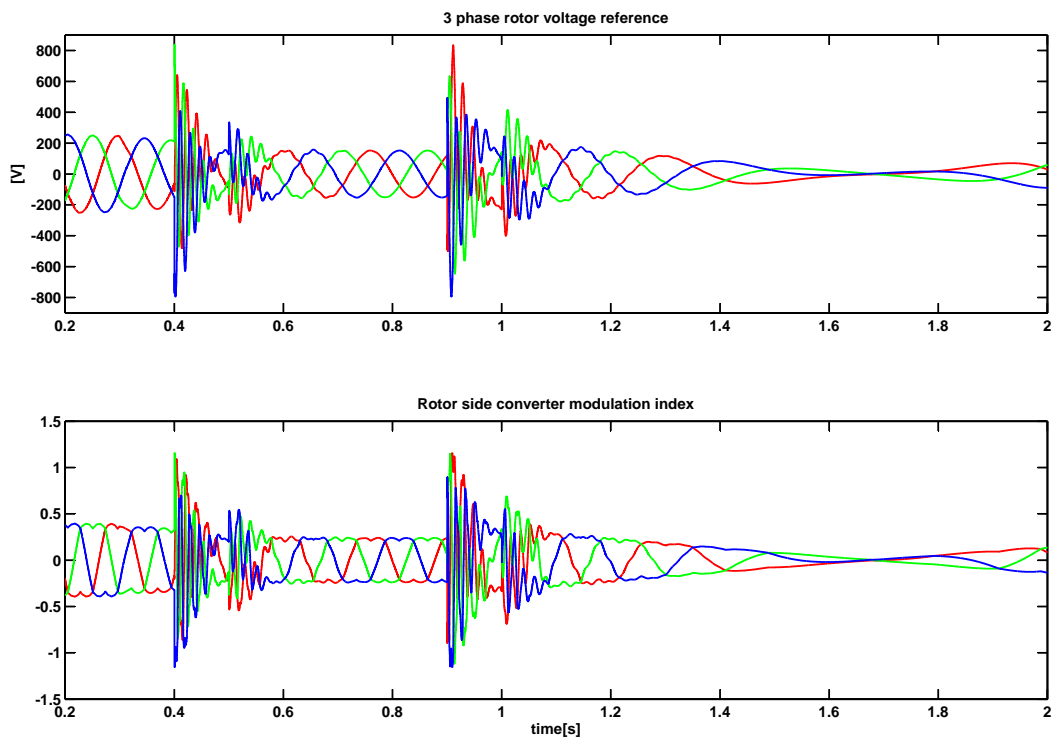 3 phase rotor voltage reference
800
600
400
200
0
-200
-400
-600
-800
[V]
0.2 0.4 0.6 0.8 1 1.2 1.4 1.6 1.8 2
Rotor side converter modulation index
1.5
1
0.5
0
-0.5
-1
-1.5
0.2 0.4 0.6 0.8 1 1.2 1.4 1.6 1.8 2
time[s]